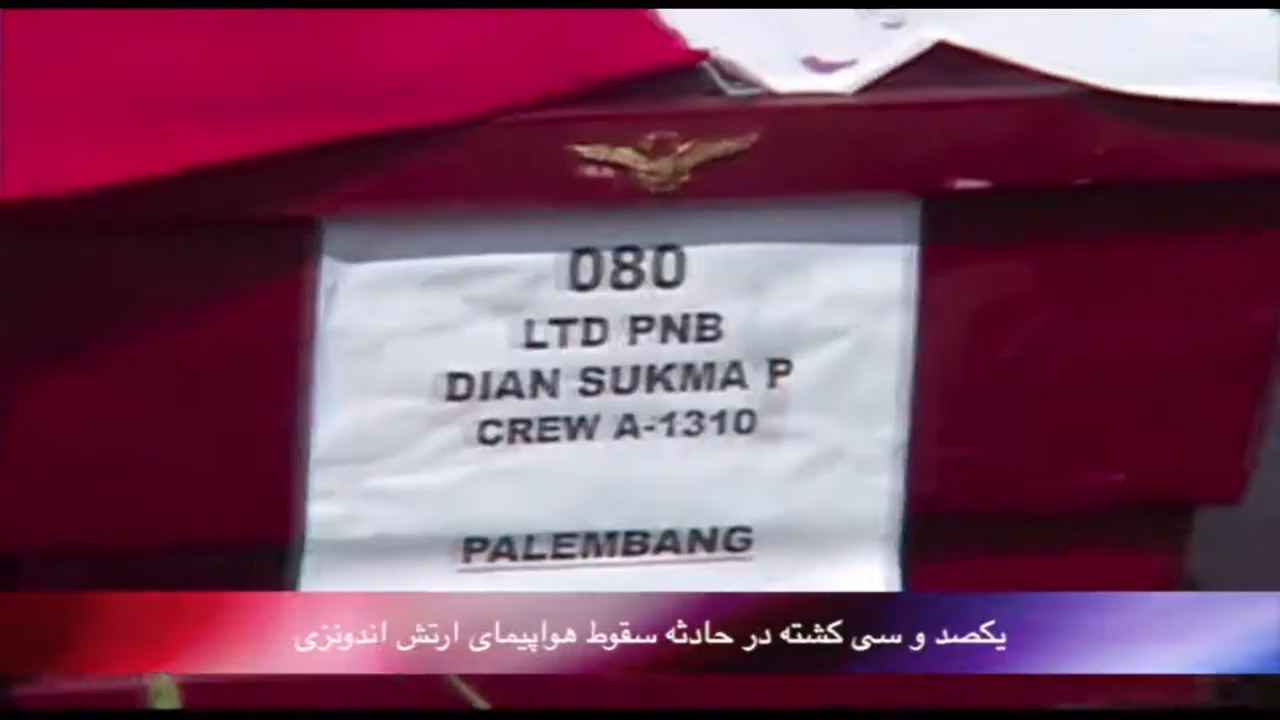 080
LTD PNB
DIAN SUKMA P
CREW A-1310
PALEMBANG
یکصد و سی کشته در حادثه سقوط هواپیمای ارتش اندونزی